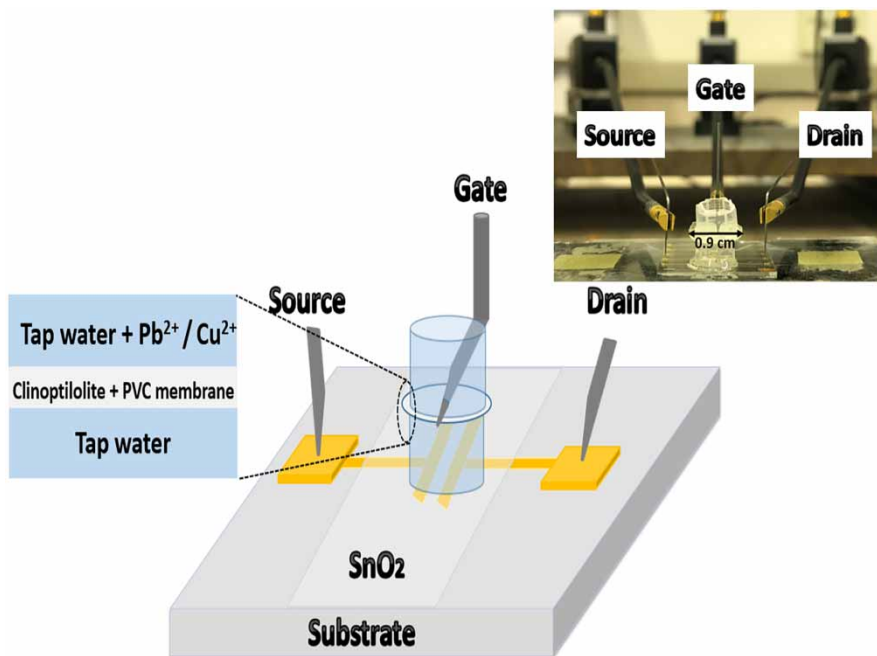 Gate
Source
Drain
0.9 cm
Gate
Source
Drain
Tap water + Pb²⁺ / Cu²⁺
Clinoptilolite + PVC membrane
Tap water
SnO₂
Substrate